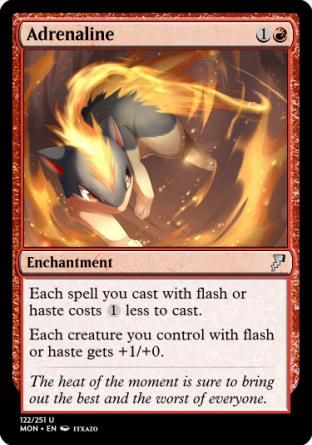 Adrenaline 1
Enchantment
Each spell you cast with flash or
haste costs 1 less to cast.
Each creature you control with flash
or haste gets +1/+0.
The heat of the moment is sure to bring
out the best and the worst of everyone.
122/251 U
MON • EN ITXAZO